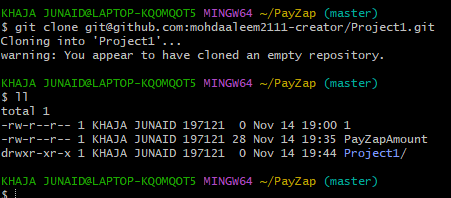 KHAJA JUNAID@LAPTOP-KQOMQOT5 MINGW64 ~/PayZap (master)
$ git clone git@github.com:mohdaaleem2111-creator/Project1.git
Cloning into 'Project1'...
warning: You appear to have cloned an empty repository.
KHAJA JUNAID@LAPTOP-KQOMQOT5 MINGW64 ~/PayZap (master)
$ ll
total 1
-rw-r--r-- 1 KHAJA JUNAID 197121  0 Nov 14 19:00 1
-rw-r--r-- 1 KHAJA JUNAID 197121 28 Nov 14 19:35 PayZapAmount
drwxr-xr-x 1 KHAJA JUNAID 197121  0 Nov 14 19:44 Project1/
KHAJA JUNAID@LAPTOP-KQOMQOT5 MINGW64 ~/PayZap (master)
$